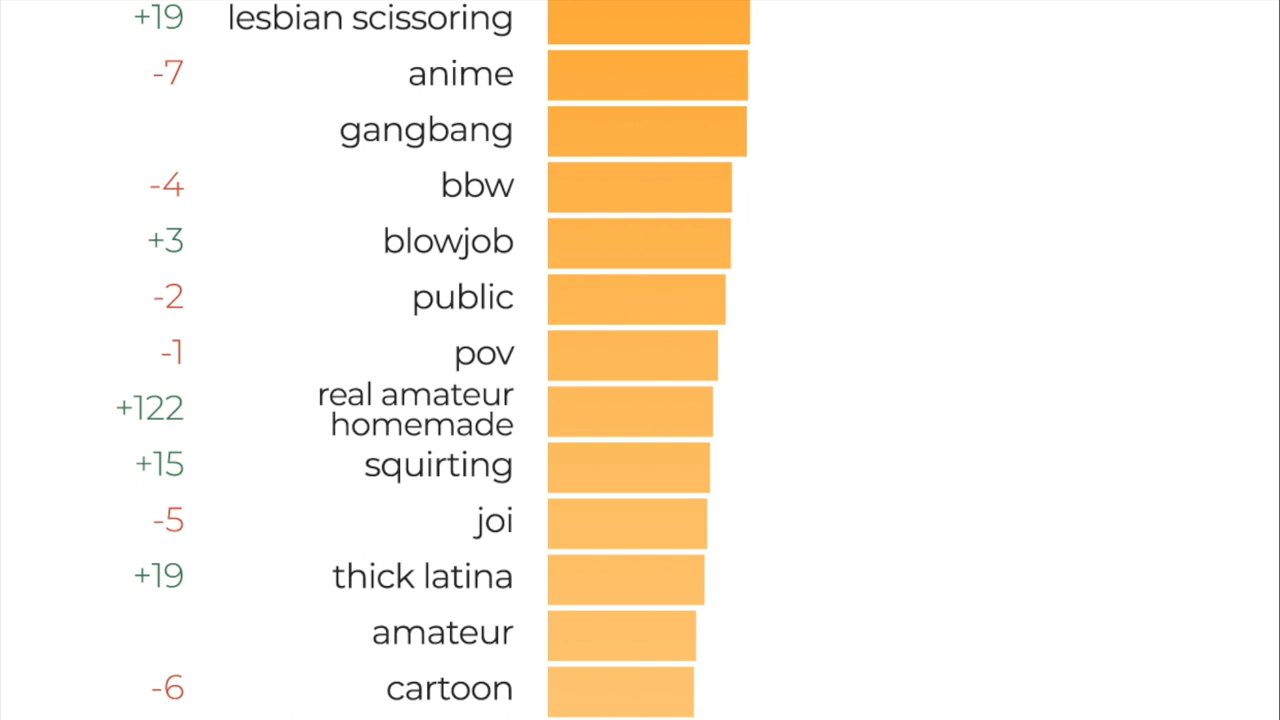 +19 lesbian scissoring
-7 anime
gangbang
-4 bbw
+3 blowjob
-2 public
-1 pov
+122 real amateur
homemade
+15 squirting
-5 joi
+19 thick latina
amateur
-6 cartoon